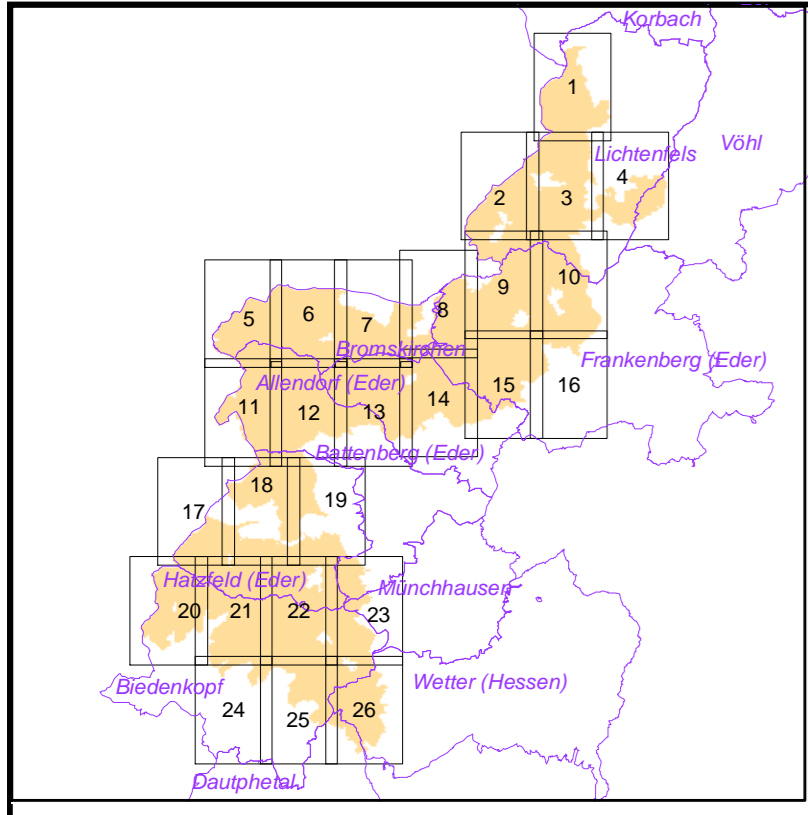 Korbach
1
Lichtenfels
Vöhl
4
2
3
10
9
8
5
6
7
Bromskirchen
Frankenberg (Eder)
Allendorf (Eder)
15
16
11
12
13
14
Battenberg (Eder)
18
19
17
Hatzfeld (Eder)
Münchhausen
20
21
22
23
Biedenkopf
Wetter (Hessen)
24
25
26
Dautphetal